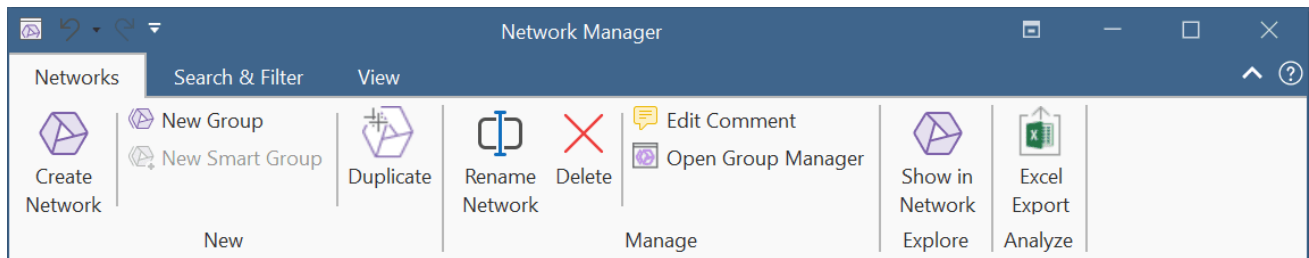 Network Manager
Networks Search & Filter View
New Group
New Smart Group
Create
Network
Duplicate
Rename
Network
Delete
Edit Comment
Open Group Manager
Show in
Network
Excel
Export
New Manage Explore Analyze